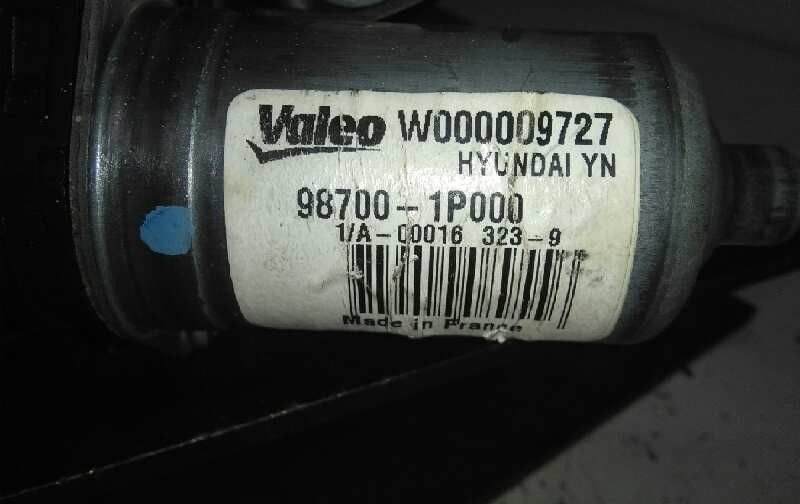 Valeo W000009727
HYUNDAI YN
98700-1P000
1/A-00016 323-9
Made in France